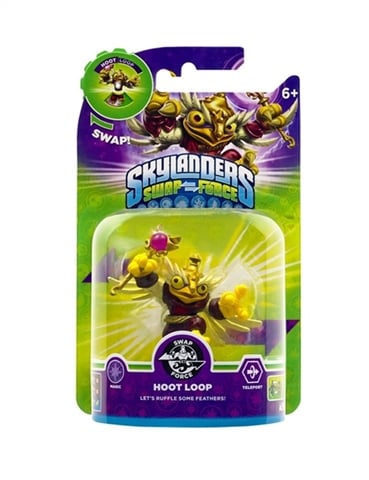 HOOT LOOP
SWAP!
6+
SKYLANDERS
SWAP FORCE
SWAP
FORCE
HOOT LOOP
LET'S RUFFLE SOME FEATHERS!
MAGIC
TELEPORT